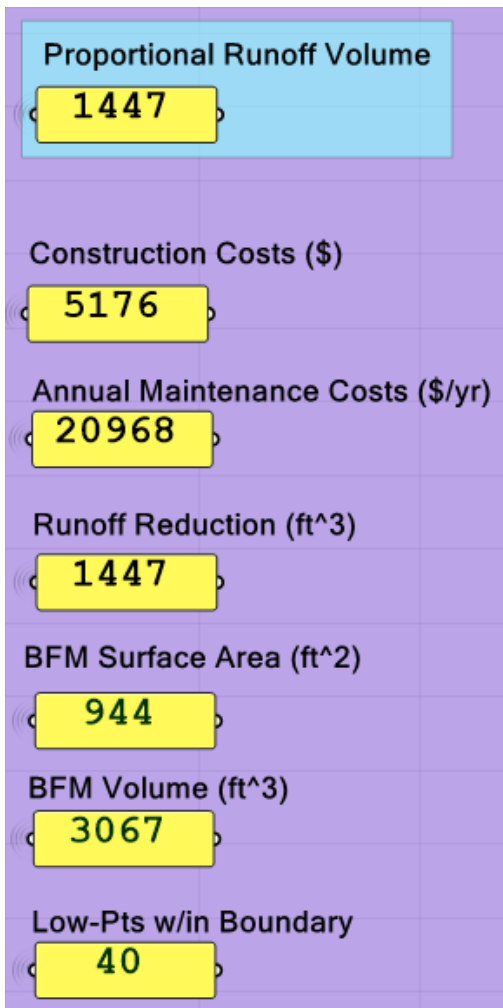 Proportional Runoff Volume
1447
Construction Costs ($)
5176
Annual Maintenance Costs ($/yr)
20968
Runoff Reduction (ft^3)
1447
BFM Surface Area (ft^2)
944
BFM Volume (ft^3)
3067
Low-Pts w/in Boundary
40